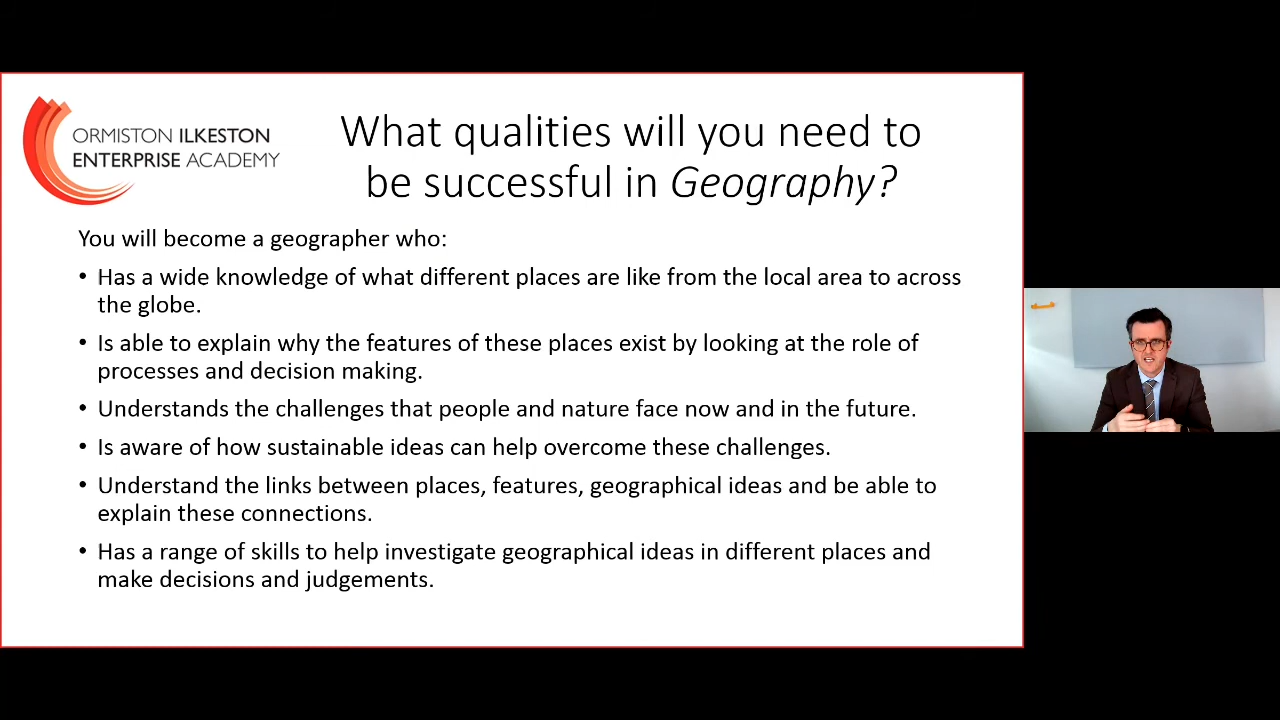 ORMISTON ILKESTON
ENTERPRISE ACADEMY
What qualities will you need to
be successful in Geography?
You will become a geographer who:
• Has a wide knowledge of what different places are like from the local area to across
the globe.
• Is able to explain why the features of these places exist by looking at the role of
processes and decision making.
• Understands the challenges that people and nature face now and in the future.
• Is aware of how sustainable ideas can help overcome these challenges.
• Understand the links between places, features, geographical ideas and be able to
explain these connections.
• Has a range of skills to help investigate geographical ideas in different places and
make decisions and judgements.